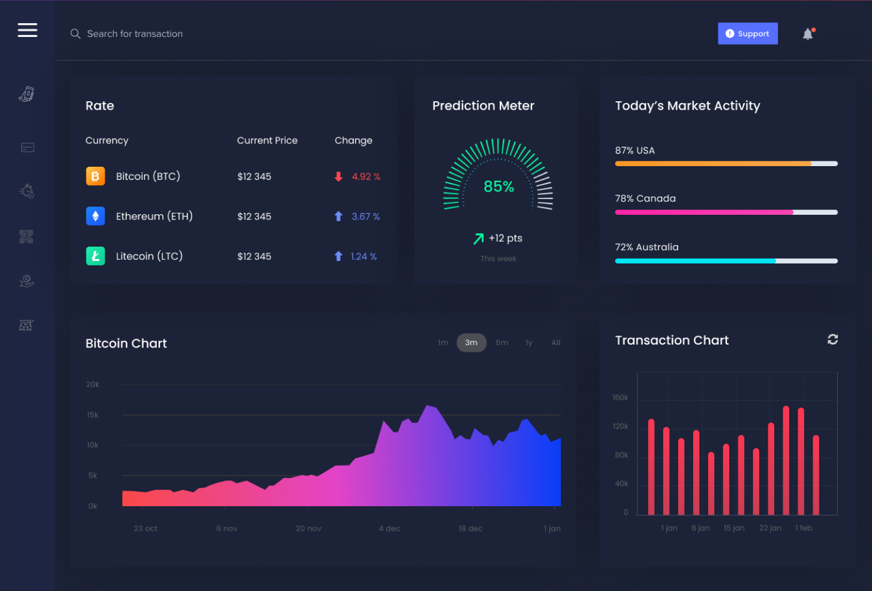 Search for transaction
Support
Rate
Currency Current Price Change
Bitcoin (BTC) $12 345 4.92 %
Ethereum (ETH) $12 345 3.67 %
Litecoin (LTC) $12 345 1.24 %
Prediction Meter
85%
+12 pts
This week
Today's Market Activity
87% USA
78% Canada
72% Australia
Bitcoin Chart
1m 3m 6m 1y All
20k
15k
10k
5k
0k
23 oct 6 nov 20 nov 4 dec 18 dec 1 jan
Transaction Chart
160k
120k
80k
40k
0
1 jan 8 jan 15 jan 22 jan 1 feb